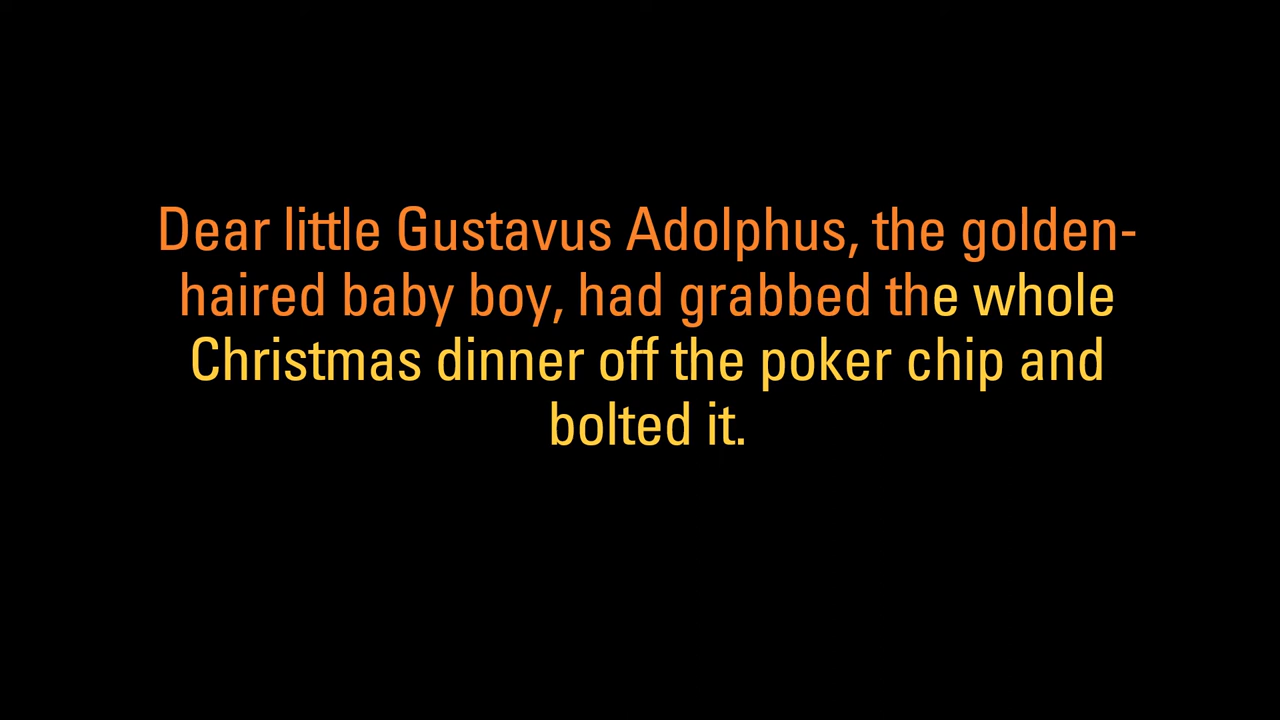 Dear little Gustavus Adolphus, the golden-
haired baby boy, had grabbed the whole
Christmas dinner off the poker chip and
bolted it.